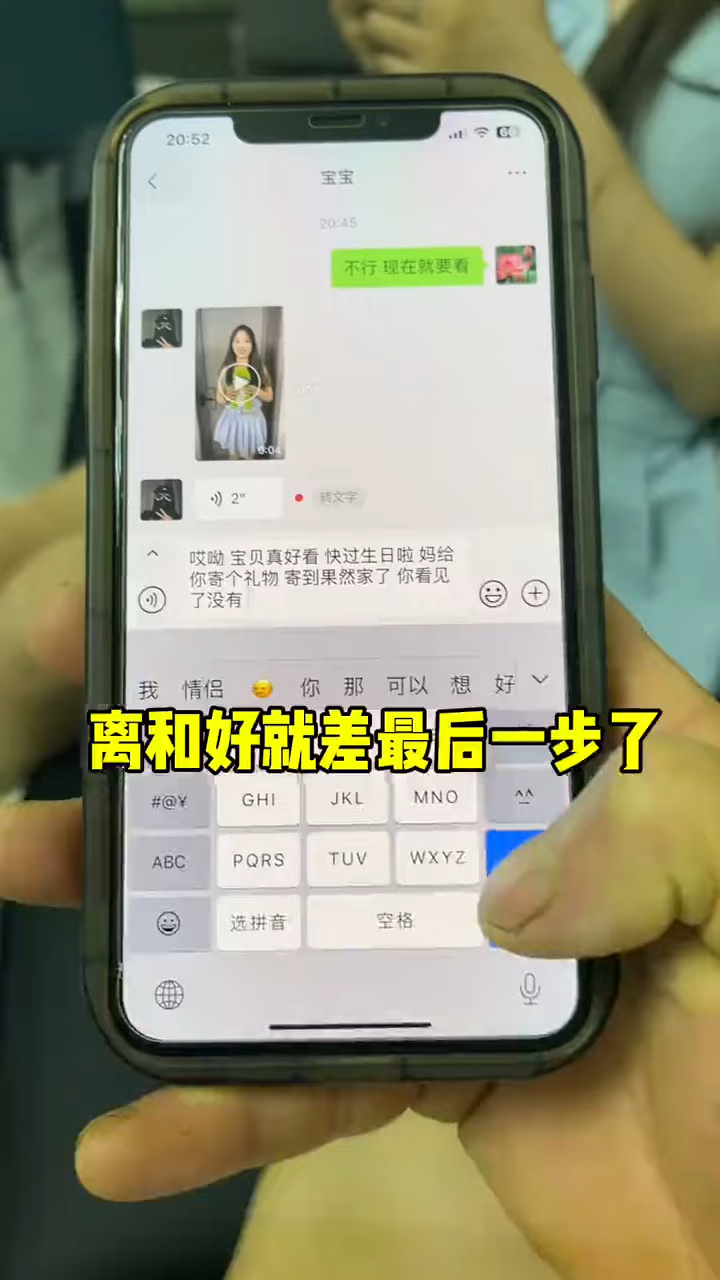 20:52
60
宝宝
20:45
不行 现在就要看
0:04
2"
转文字
哎呦 宝贝真好看 快过生日啦 妈给
你寄个礼物 寄到果然家了 你看见
了没有
我 情侣 你 那 可以 想 好
离和好就差最后一步了
#@¥ GHI JKL MNO ^^
ABC PQRS TUV WXYZ
选拼音 空格